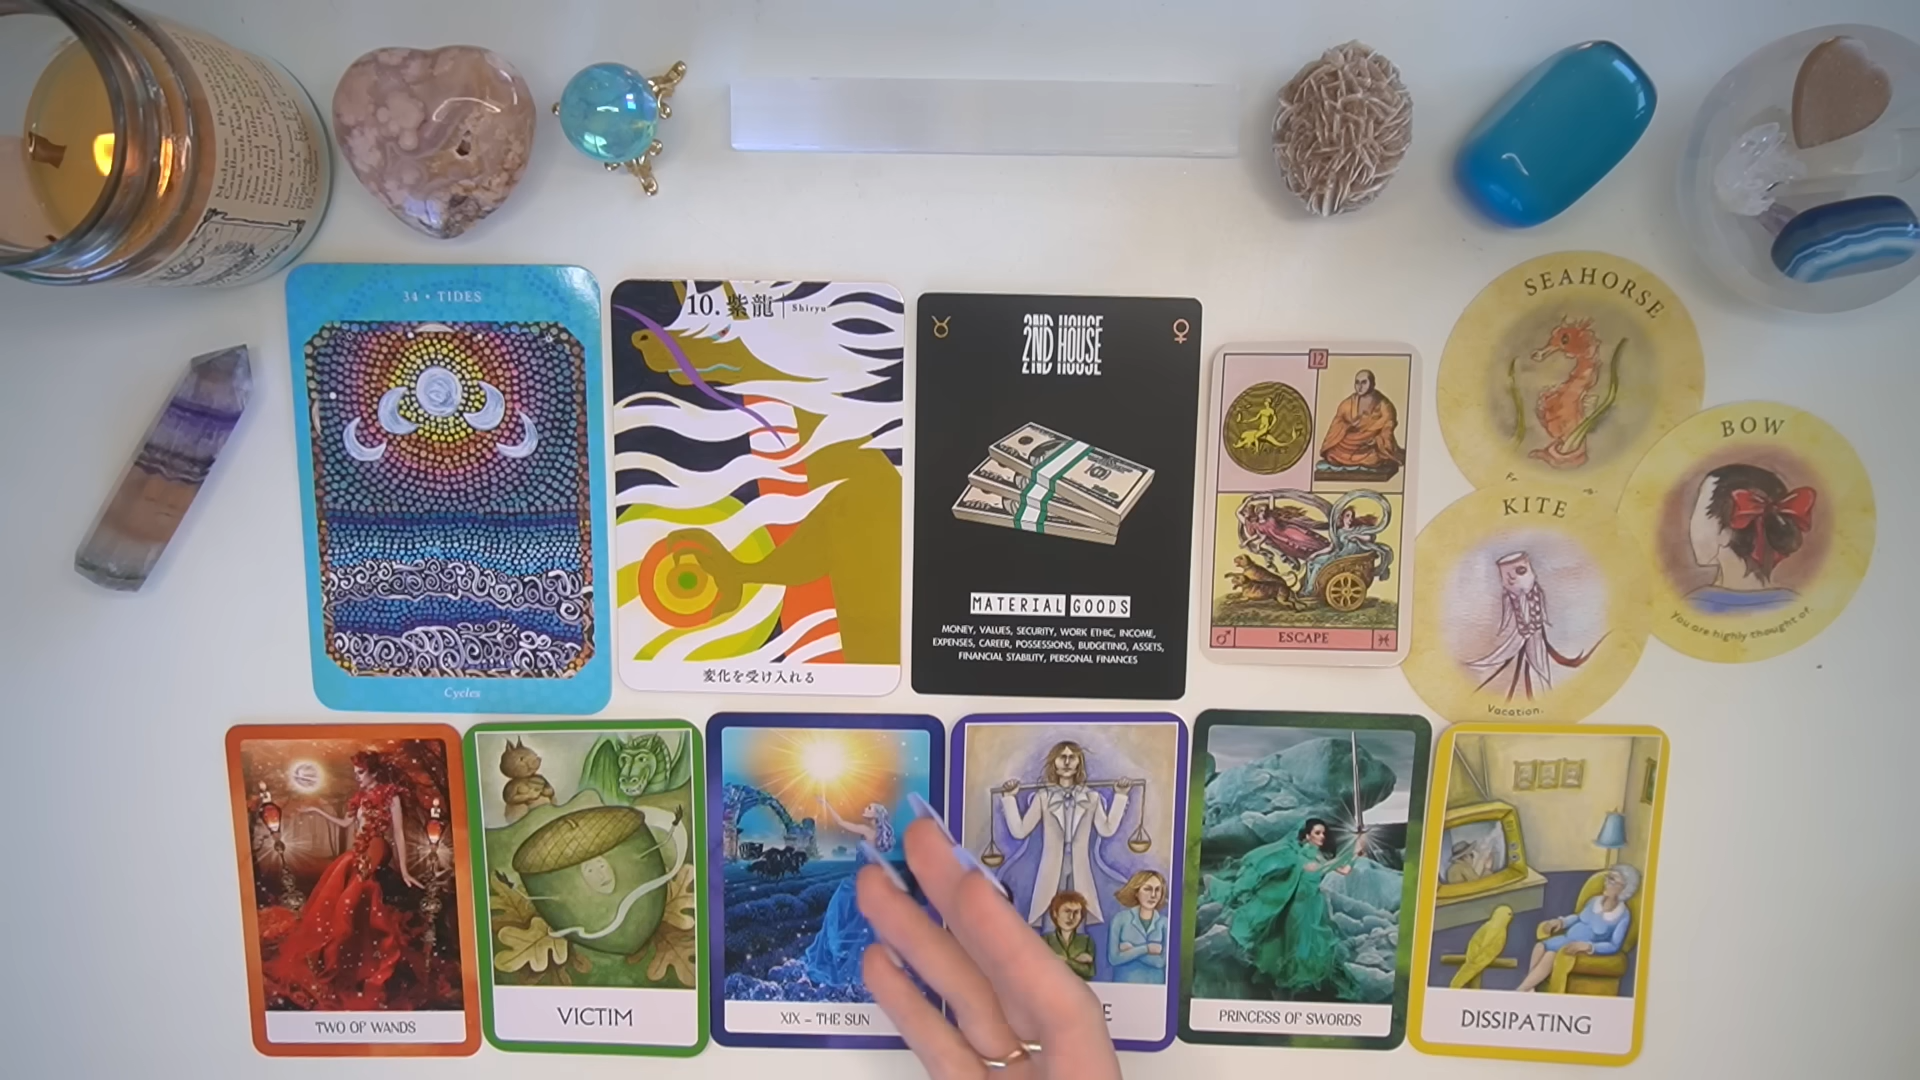 34 • TIDES
Cycles
10. 紫龍 | Shiryu
変化を受け入れる
2ND HOUSE
MATERIAL GOODS
MONEY, VALUES, SECURITY, WORK ETHIC, INCOME,
EXPENSES, CAREER, POSSESSIONS, BUDGETING, ASSETS,
FINANCIAL STABILITY, PERSONAL FINANCES
12
ESCAPE
SEAHORSE
BOW
You are highly thought of.
KITE
Vacation.
TWO OF WANDS
VICTIM
XIX – THE SUN
E
PRINCESS OF SWORDS
DISSIPATING